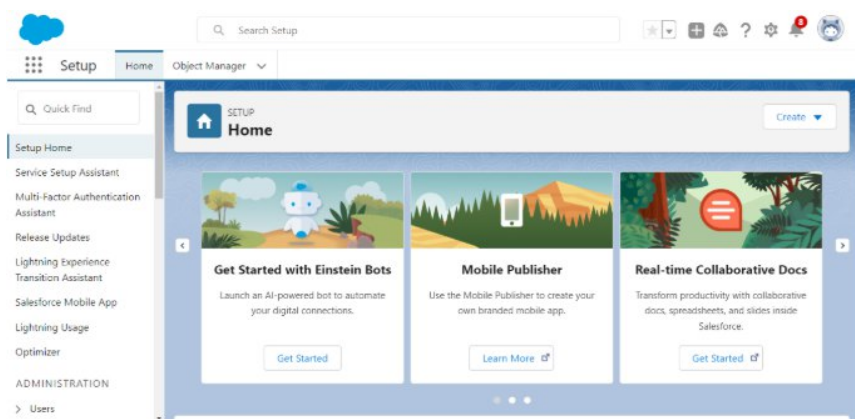 Search Setup
8
Setup
Home
Object Manager
Quick Find
Setup Home
Service Setup Assistant
Multi-Factor Authentication
Assistant
Release Updates
Lightning Experience
Transition Assistant
Salesforce Mobile App
Lightning Usage
Optimizer
ADMINISTRATION
Users
SETUP
Home
Create
Get Started with Einstein Bots
Launch an AI-powered bot to automate
your digital connections.
Get Started
Mobile Publisher
Use the Mobile Publisher to create your
own branded mobile app.
Learn More
Real-time Collaborative Docs
Transform productivity with collaborative
docs, spreadsheets, and slides inside
Salesforce.
Get Started